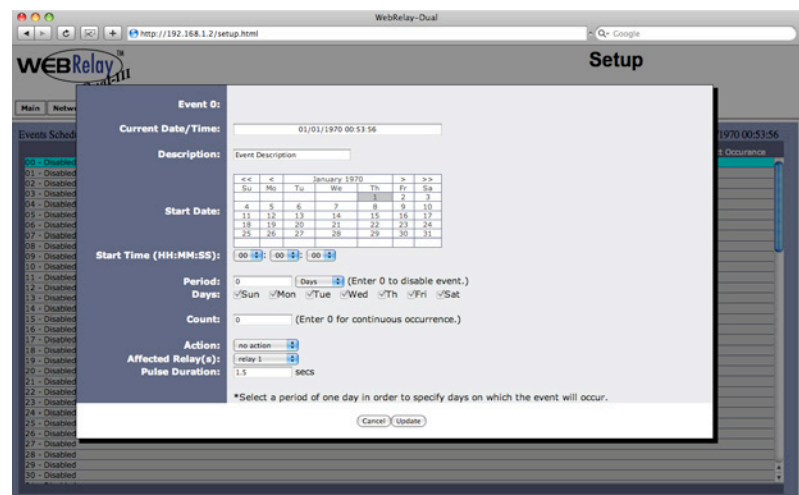 WebRelay-Dual
http://192.168.1.2/setup.html
Q- Google
WEBRelay TM
Dual-III
Setup
Main Netw
Events Sched 1970 00:53:56
t Occurance
Event 0:
Current Date/Time: 01/01/1970 00:53:56
Description: Event Description
Start Date:
<< < January 1970 > >>
Su Mo Tu We Th Fr Sa
1 2 3
4 5 6 7 8 9 10
11 12 13 14 15 16 17
18 19 20 21 22 23 24
25 26 27 28 29 30 31
Start Time (HH:MM:SS): 00 : 00 : 00
Period: 0 Days (Enter 0 to disable event.)
Days: Sun Mon Tue Wed Th Fri Sat
Count: 0 (Enter 0 for continuous occurrence.)
Action: no action
Affected Relay(s): relay 1
Pulse Duration: 1.5 secs
*Select a period of one day in order to specify days on which the event will occur.
Cancel Update
00 - Disabled
01 - Disabled
02 - Disabled
03 - Disabled
04 - Disabled
05 - Disabled
06 - Disabled
07 - Disabled
08 - Disabled
09 - Disabled
10 - Disabled
11 - Disabled
12 - Disabled
13 - Disabled
14 - Disabled
15 - Disabled
16 - Disabled
17 - Disabled
18 - Disabled
19 - Disabled
20 - Disabled
21 - Disabled
22 - Disabled
23 - Disabled
24 - Disabled
25 - Disabled
26 - Disabled
27 - Disabled
28 - Disabled
29 - Disabled
30 - Disabled